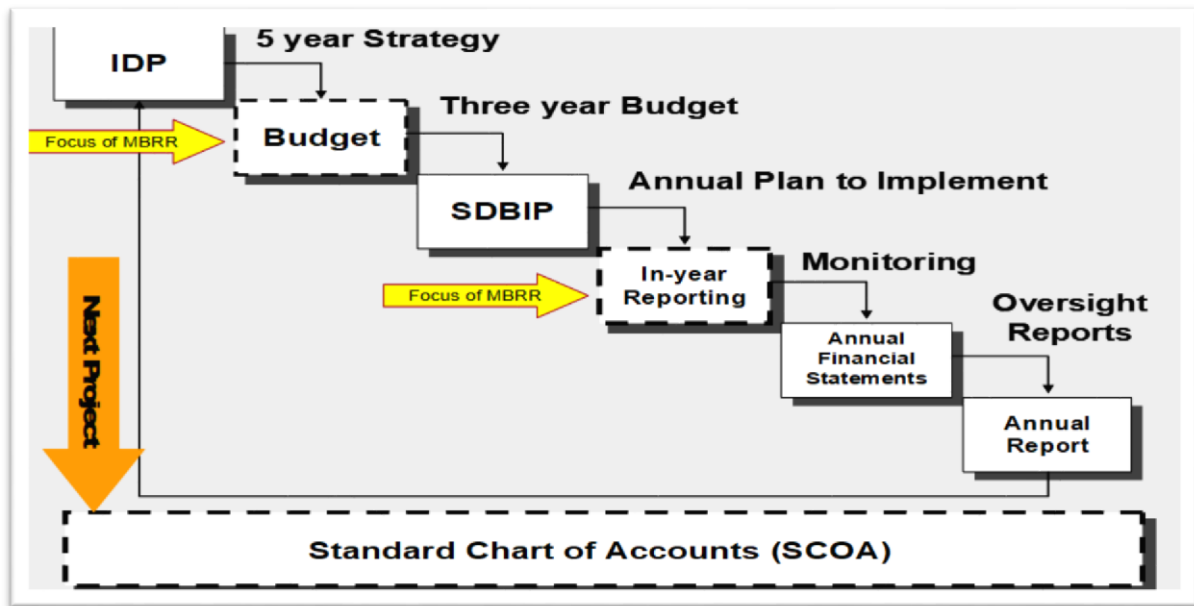 5 year Strategy
IDP
Three year Budget
Focus of MBRR
Budget
Annual Plan to Implement
SDBIP
Monitoring
In-year
Reporting
Focus of MBRR
Oversight
Reports
Annual
Financial
Statements
Next Project
Annual
Report
Standard Chart of Accounts (SCOA)